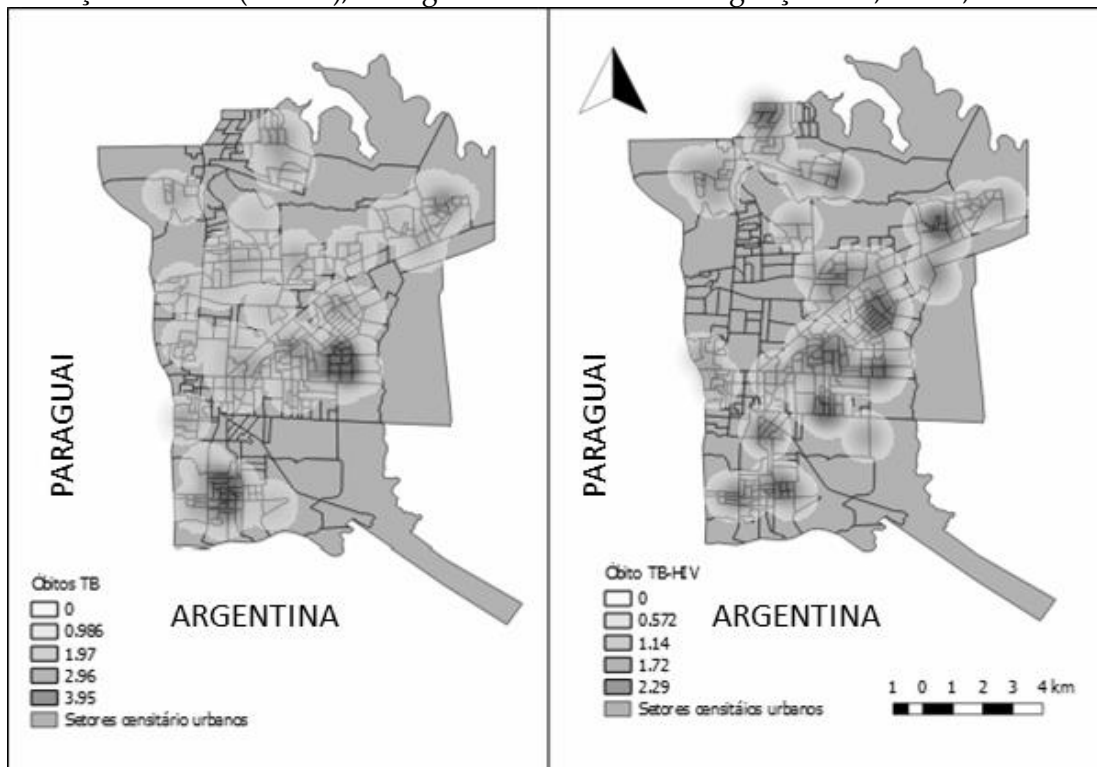 PARAGUAI
ARGENTINA
Óbitos TB
0
0.986
1.97
2.96
3.95
Setores censitário urbanos
PARAGUAI
ARGENTINA
Óbito TB-HIV
0
0.572
1.14
1.72
2.29
Setores censitáios urbanos
1 0 1 2 3 4 km